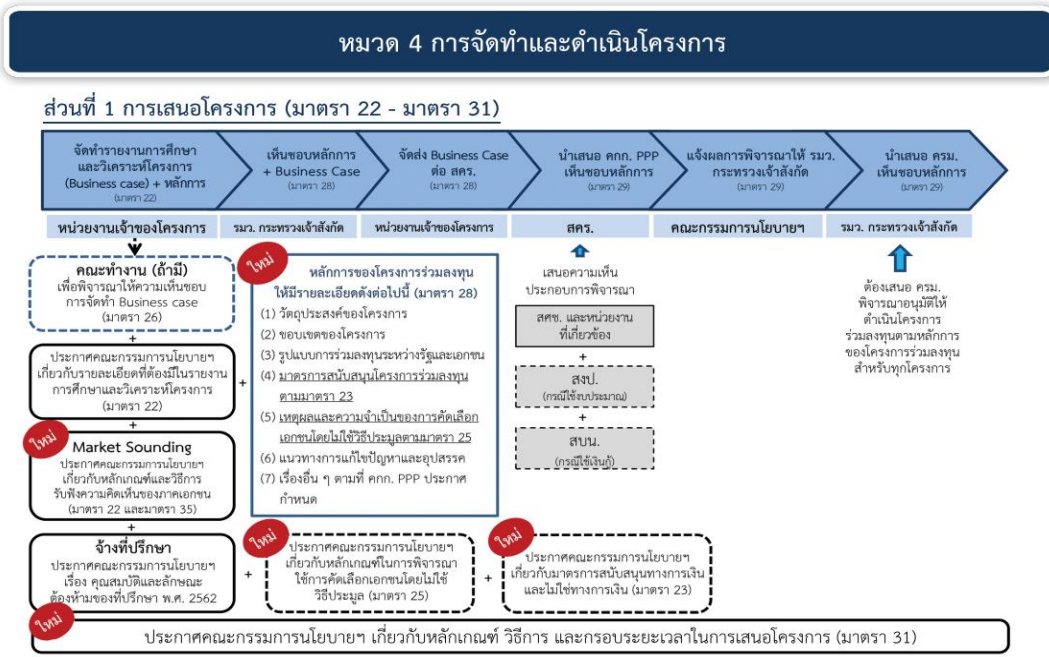 หมวด 4 การจัดทำและดำเนินโครงการ
ส่วนที่ 1 การเสนอโครงการ (มาตรา 22 - มาตรา 31)
จัดทำรายงานการศึกษา
และวิเคราะห์โครงการ
(Business case) + หลักการ
(มาตรา 22)
เห็นชอบหลักการ
+ Business Case
(มาตรา 28)
จัดส่ง Business Case
ต่อ สคร.
(มาตรา 28)
นำเสนอ คกก. PPP
เห็นชอบหลักการ
(มาตรา 29)
แจ้งผลการพิจารณาให้ รมว.
กระทรวงเจ้าสังกัด
(มาตรา 29)
นำเสนอ ครม.
เห็นชอบหลักการ
(มาตรา 29)
หน่วยงานเจ้าของโครงการ
รมว. กระทรวงเจ้าสังกัด
หน่วยงานเจ้าของโครงการ
สคร.
คณะกรรมการนโยบายฯ
รมว. กระทรวงเจ้าสังกัด
คณะทำงาน (ถ้ามี)
เพื่อพิจารณาให้ความเห็นชอบ
การจัดทำ Business case
(มาตรา 26)
+
ประกาศคณะกรรมการนโยบายฯ
เกี่ยวกับรายละเอียดที่ต้องมีในรายงาน
การศึกษาและวิเคราะห์โครงการ
(มาตรา 22)
+
ใหม่
Market Sounding
ประกาศคณะกรรมการนโยบายฯ
เกี่ยวกับหลักเกณฑ์และวิธีการ
รับฟังความคิดเห็นของภาคเอกชน
(มาตรา 22 และมาตรา 35)
+
จ้างที่ปรึกษา
ประกาศคณะกรรมการนโยบายฯ
เรื่อง คุณสมบัติและลักษณะ
ต้องห้ามของที่ปรึกษา พ.ศ. 2562
+
ใหม่
หลักการของโครงการร่วมลงทุน
ให้มีรายละเอียดดังต่อไปนี้ (มาตรา 28)
(1) วัตถุประสงค์ของโครงการ
(2) ขอบเขตของโครงการ
(3) รูปแบบการร่วมลงทุนระหว่างรัฐและเอกชน
(4) มาตรการสนับสนุนโครงการร่วมลงทุน
ตามมาตรา 23
(5) เหตุผลและความจำเป็นของการคัดเลือก
เอกชนโดยไม่ใช้วิธีประมูลตามมาตรา 25
(6) แนวทางการแก้ไขปัญหาและอุปสรรค
(7) เรื่องอื่น ๆ ตามที่ คกก. PPP ประกาศ
กำหนด
เสนอความเห็น
ประกอบการพิจารณา
สศช. และหน่วยงาน
ที่เกี่ยวข้อง
+
สงป.
(กรณีใช้งบประมาณ)
+
สบน.
(กรณีใช้เงินกู้)
ต้องเสนอ ครม.
พิจารณาอนุมัติให้
ดำเนินโครงการ
ร่วมลงทุนตามหลักการ
ของโครงการร่วมลงทุน
สำหรับทุกโครงการ
+
ใหม่
ประกาศคณะกรรมการนโยบายฯ
เกี่ยวกับหลักเกณฑ์ในการพิจารณา
ใช้การคัดเลือกเอกชนโดยไม่ใช้
วิธีประมูล (มาตรา 25)
+
ใหม่
ประกาศคณะกรรมการนโยบายฯ
เกี่ยวกับมาตรการสนับสนุนทางการเงิน
และไม่ใช่ทางการเงิน (มาตรา 23)
ใหม่
ประกาศคณะกรรมการนโยบายฯ เกี่ยวกับหลักเกณฑ์ วิธีการ และกรอบระยะเวลาในการเสนอโครงการ (มาตรา 31)